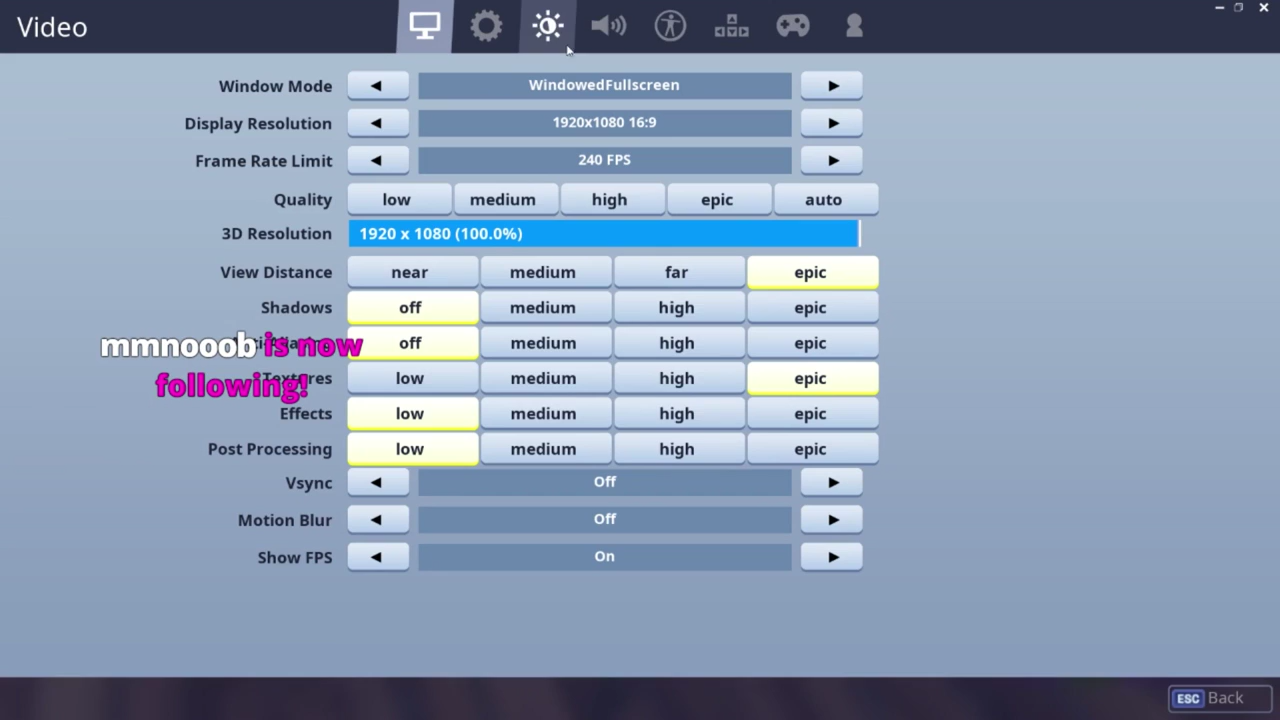 Video
Window Mode ◄ WindowedFullscreen ►
Display Resolution ◄ 1920x1080 16:9 ►
Frame Rate Limit ◄ 240 FPS ►
Quality low medium high epic auto
3D Resolution 1920 x 1080 (100.0%)
View Distance near medium far epic
Shadows off medium high epic
mmnooob is now
off medium high epic
following!
Textures low medium high epic
Effects low medium high epic
Post Processing low medium high epic
Vsync ◄ Off ►
Motion Blur ◄ Off ►
Show FPS ◄ On ►
ESC Back